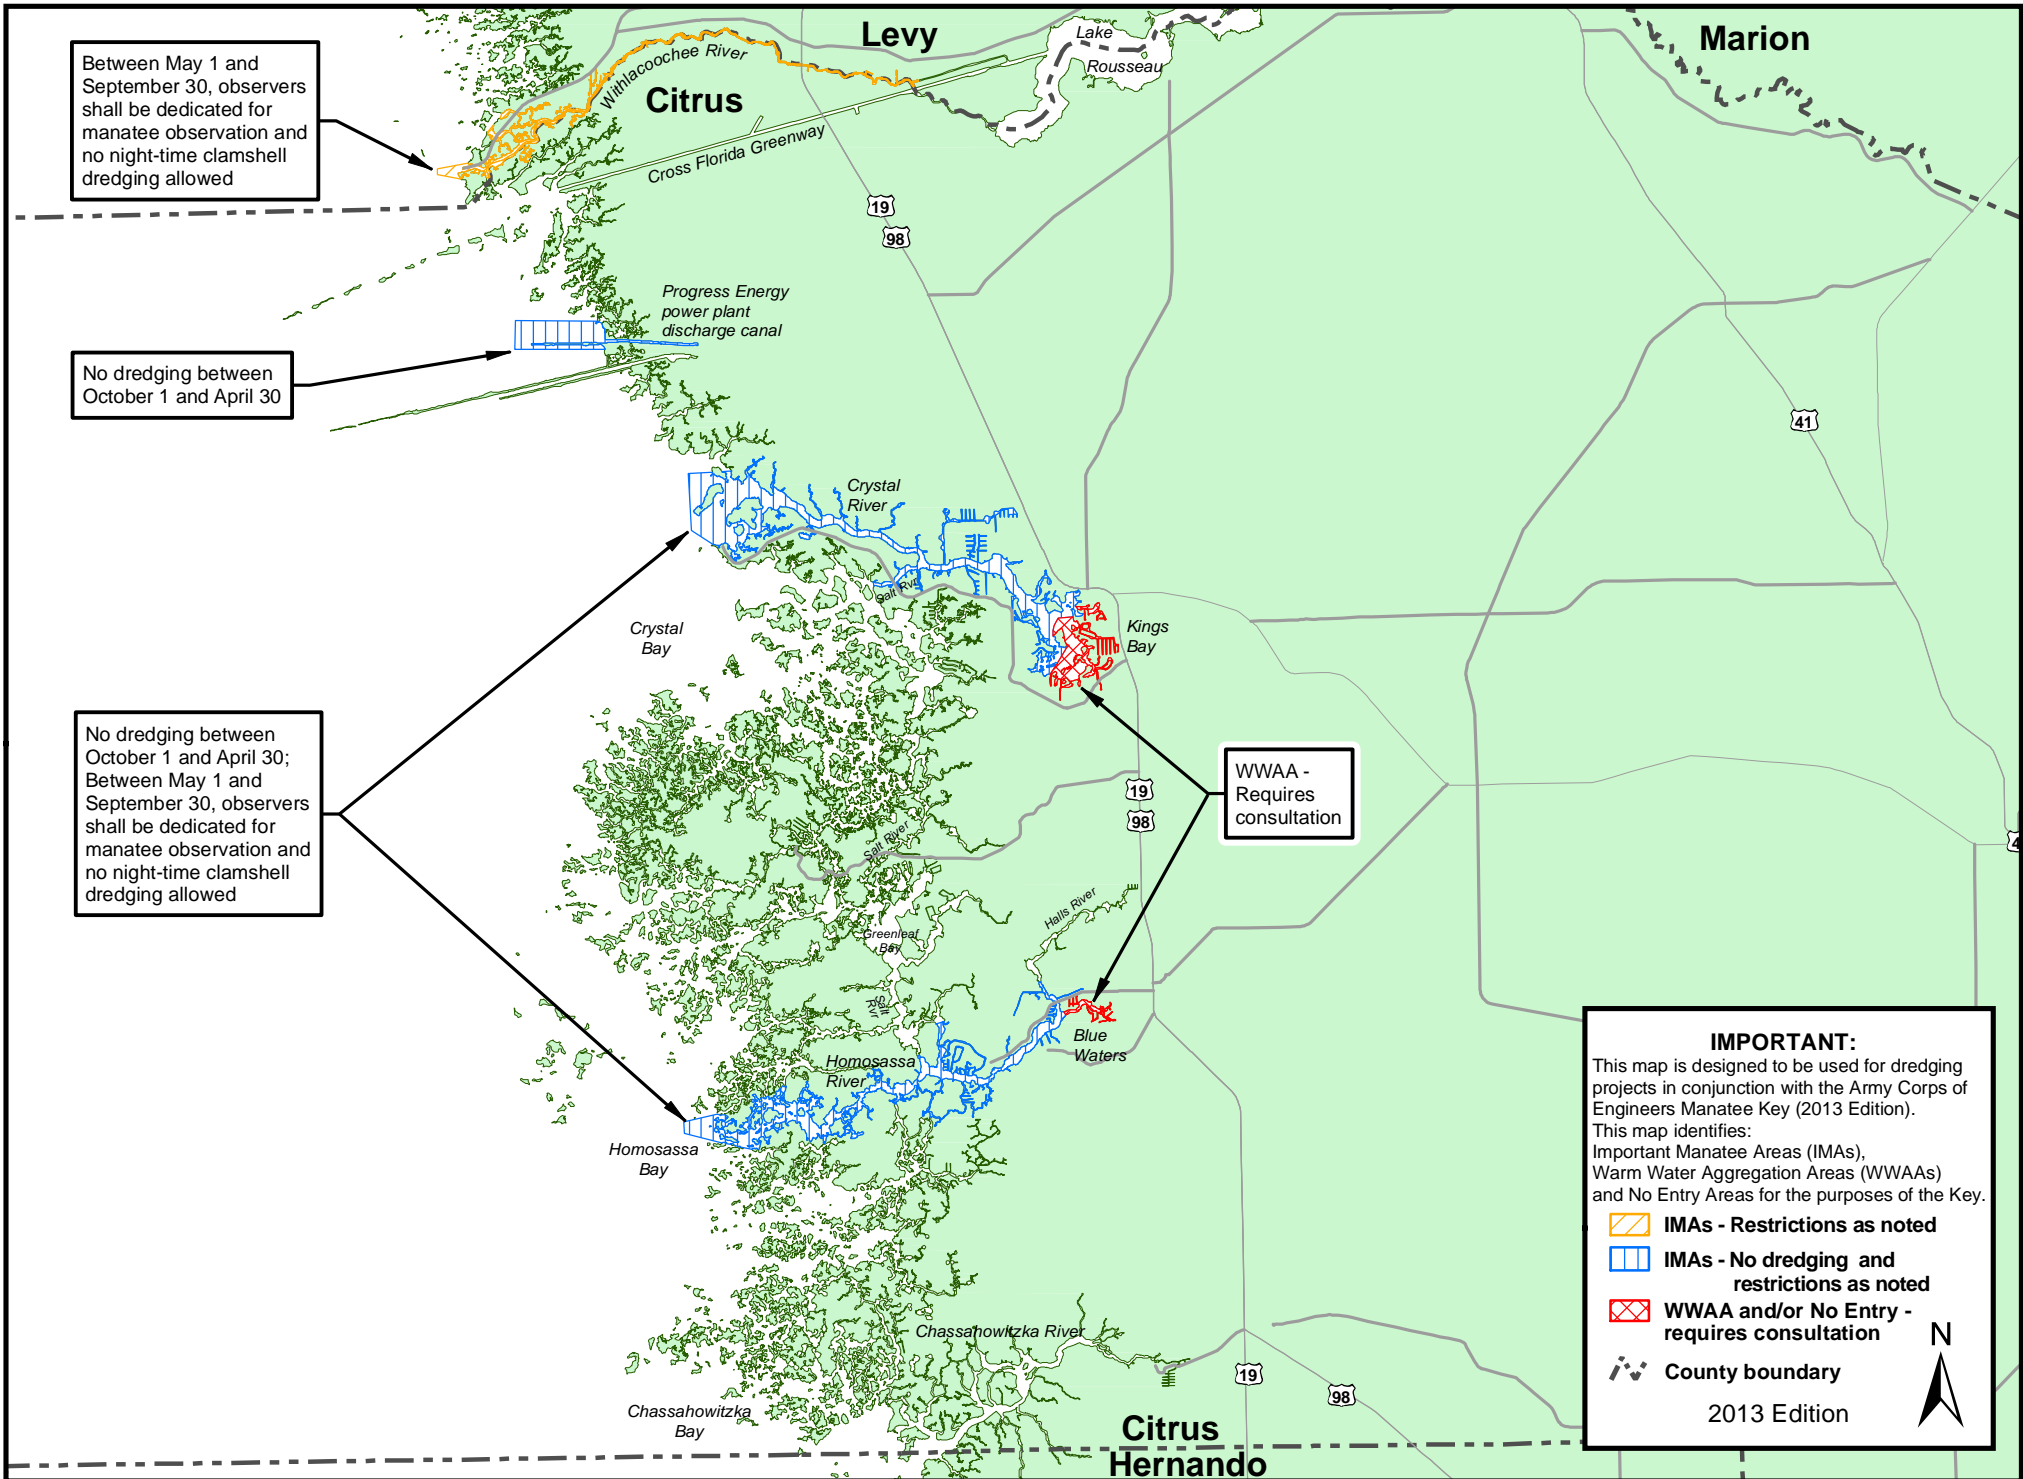 Levy
Marion
Lake
Rousseau
Between May 1 and
September 30, observers
shall be dedicated for
manatee observation and
no night-time clamshell
dredging allowed
Withlacoochee River
Citrus
Cross Florida Greenway
19
98
Progress Energy
power plant
discharge canal
No dredging between
October 1 and April 30
41
Crystal
River
Salt Rvr
Crystal
Bay
Kings
Bay
No dredging between
October 1 and April 30;
Between May 1 and
September 30, observers
shall be dedicated for
manatee observation and
no night-time clamshell
dredging allowed
WWAA -
Requires
consultation
19
98
4
Salt River
Halls River
Greenleaf
Bay
Salt
Rvr
Blue
Waters
Homosassa
River
Homosassa
Bay
IMPORTANT:
This map is designed to be used for dredging
projects in conjunction with the Army Corps of
Engineers Manatee Key (2013 Edition).
This map identifies:
Important Manatee Areas (IMAs),
Warm Water Aggregation Areas (WWAAs)
and No Entry Areas for the purposes of the Key.
IMAs - Restrictions as noted
IMAs - No dredging and
restrictions as noted
WWAA and/or No Entry -
requires consultation
County boundary
N
2013 Edition
Chassahowitzka River
19
98
Chassahowitzka
Bay
Citrus
Hernando